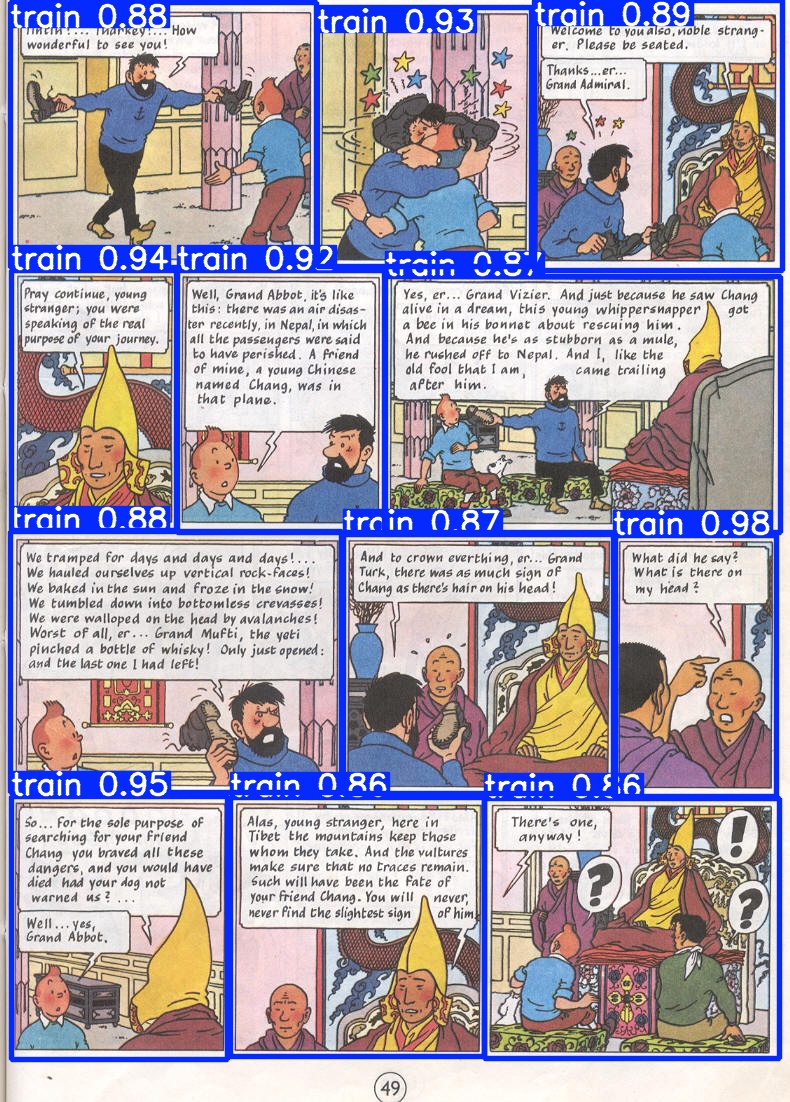 train 0.88
Tintin !... Tharkey!... How
wonderful to see you!
train 0.93
train 0.89
Welcome to you also, noble strang-
er. Please be seated.
Thanks...er...
Grand Admiral.
train 0.94
Pray continue, young
stranger; you were
speaking of the real
purpose of your journey.
train 0.92
Well, Grand Abbot, it's like
this: there was an air disas-
ter recently, in Nepal, in which
all the passengers were said
to have perished. A friend
of mine, a young Chinese
named Chang, was in
that plane.
train 0.87
Yes, er... Grand Vizier. And just because he saw Chang
alive in a dream, this young whippersnapper got
a bee in his bonnet about rescuing him.
And because he's as stubborn as a mule,
he rushed off to Nepal. And I, like the
old fool that I am, came trailing
after him.
train 0.88
We tramped for days and days and days!...
We hauled ourselves up vertical rock-faces!
We baked in the sun and froze in the snow!
We tumbled down into bottomless crevasses!
We were walloped on the head by avalanches!
Worst of all, er... Grand Mufti, the yeti
pinched a bottle of whisky! Only just opened:
and the last one I had left!
train 0.87
And to crown everthing, er... Grand
Turk, there was as much sign of
Chang as there's hair on his head!
train 0.98
What did he say?
What is there on
my head?
train 0.95
So... For the sole purpose of
searching for your friend
Chang you braved all these
dangers, and you would have
died had your dog not
warned us? ...
Well...yes,
Grand Abbot.
train 0.86
Alas, young stranger, here in
Tibet the mountains keep those
whom they take. And the vultures
make sure that no traces remain.
Such will have been the fate of
your friend Chang. You will never,
never find the slightest sign of him.
train 0.86
There's one,
anyway!
!
?
?
49